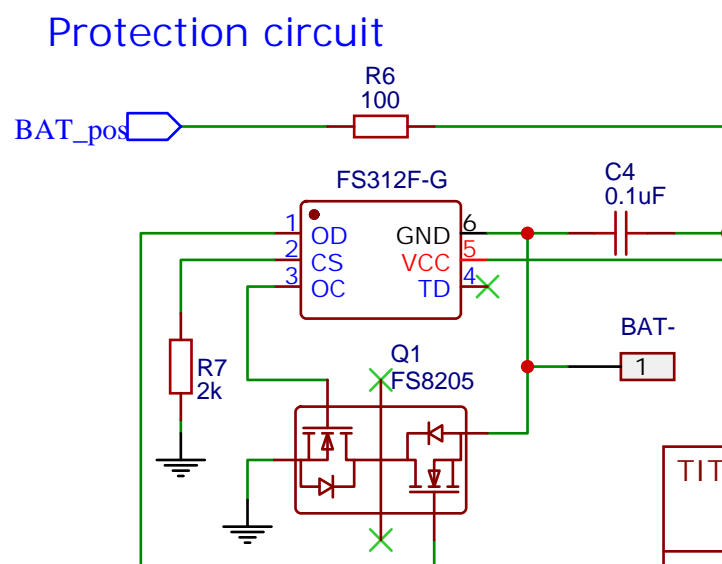 Protection circuit
R6
100
BAT_pos
FS312F-G
C4
0.1uF
1
OD
GND
6
2
CS
VCC
5
3
OC
TD
4
BAT-
1
R7
2k
Q1
FS8205
TIT